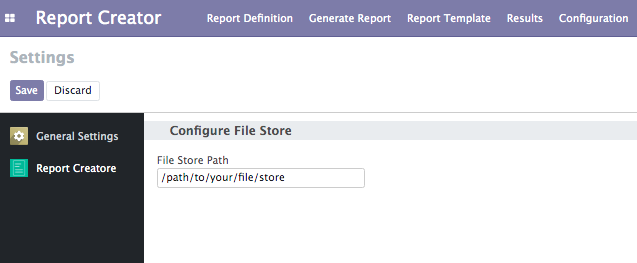 Report Creator Report Definition Generate Report Report Template Results Configuration
Settings
Save Discard
General Settings
Report Creatore
Configure File Store
File Store Path
/path/to/your/file/store